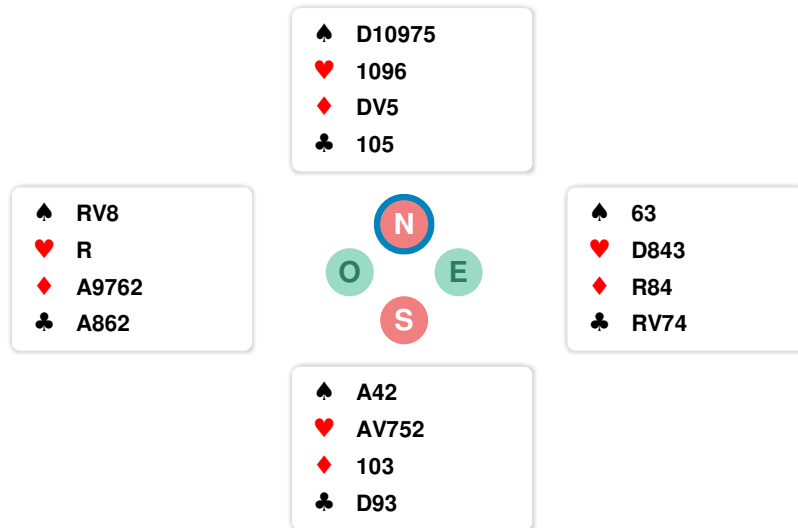 ♠ D10975
♥ 1096
♦ DV5
♣ 105
♠ RV8
♥ R
♦ A9762
♣ A862
N
O E
S
♠ 63
♥ D843
♦ R84
♣ RV74
♠ A42
♥ AV752
♦ 103
♣ D93